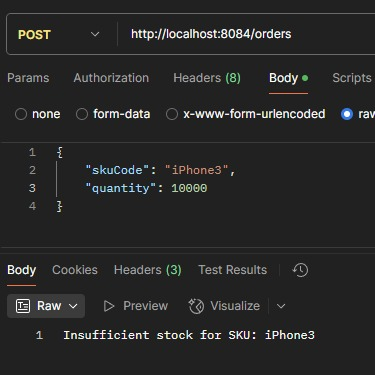 POST http://localhost:8084/orders
Params Authorization Headers (8) Body Scripts
none form-data x-www-form-urlencoded raw
1 {
2 "skuCode": "iPhone3",
3 "quantity": 10000
4 }
Body Cookies Headers (3) Test Results
Raw Preview Visualize
1 Insufficient stock for SKU: iPhone3